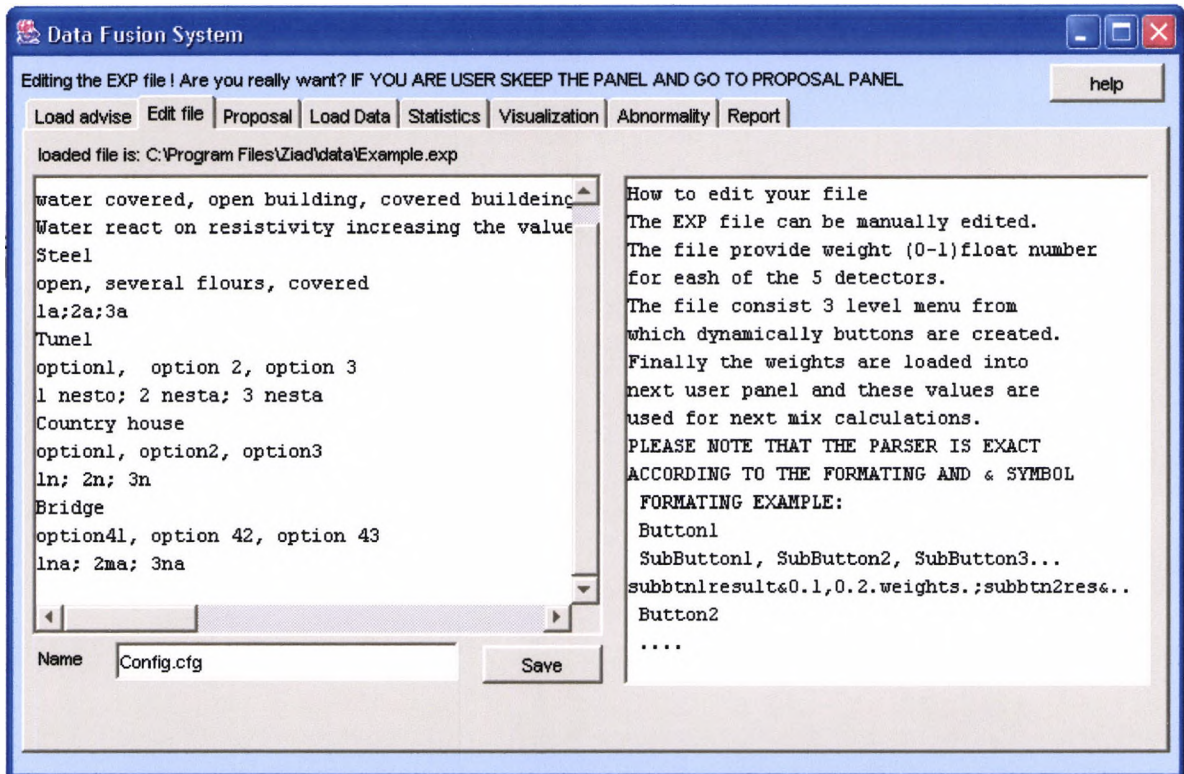 Data Fusion System
Editing the EXP file ! Are you really want? IF YOU ARE USER SKEEP THE PANEL AND GO TO PROPOSAL PANEL
help
Load advise Edit file Proposal Load Data Statistics Visualization Abnormality Report
loaded file is: C:\Program Files\Ziad\data\Example.exp
water covered, open building, covered buildeing
Water react on resistivity increasing the value
Steel
open, several flours, covered
1a;2a;3a
Tunel
option1, option 2, option 3
1 nesto; 2 nesta; 3 nesta
Country house
option1, option2, option3
1n; 2n; 3n
Bridge
option41, option 42, option 43
1na; 2ma; 3na
Name
Config.cfg
Save
How to edit your file
The EXP file can be manually edited.
The file provide weight (0-1)float number
for eash of the 5 detectors.
The file consist 3 level menu from
which dynamically buttons are created.
Finally the weights are loaded into
next user panel and these values are
used for next mix calculations.
PLEASE NOTE THAT THE PARSER IS EXACT
ACCORDING TO THE FORMATING AND & SYMBOL
FORMATING EXAMPLE:
Button1
SubButton1, SubButton2, SubButton3...
subbtn1result&0.1,0.2.weights.;subbtn2res&..
Button2
....